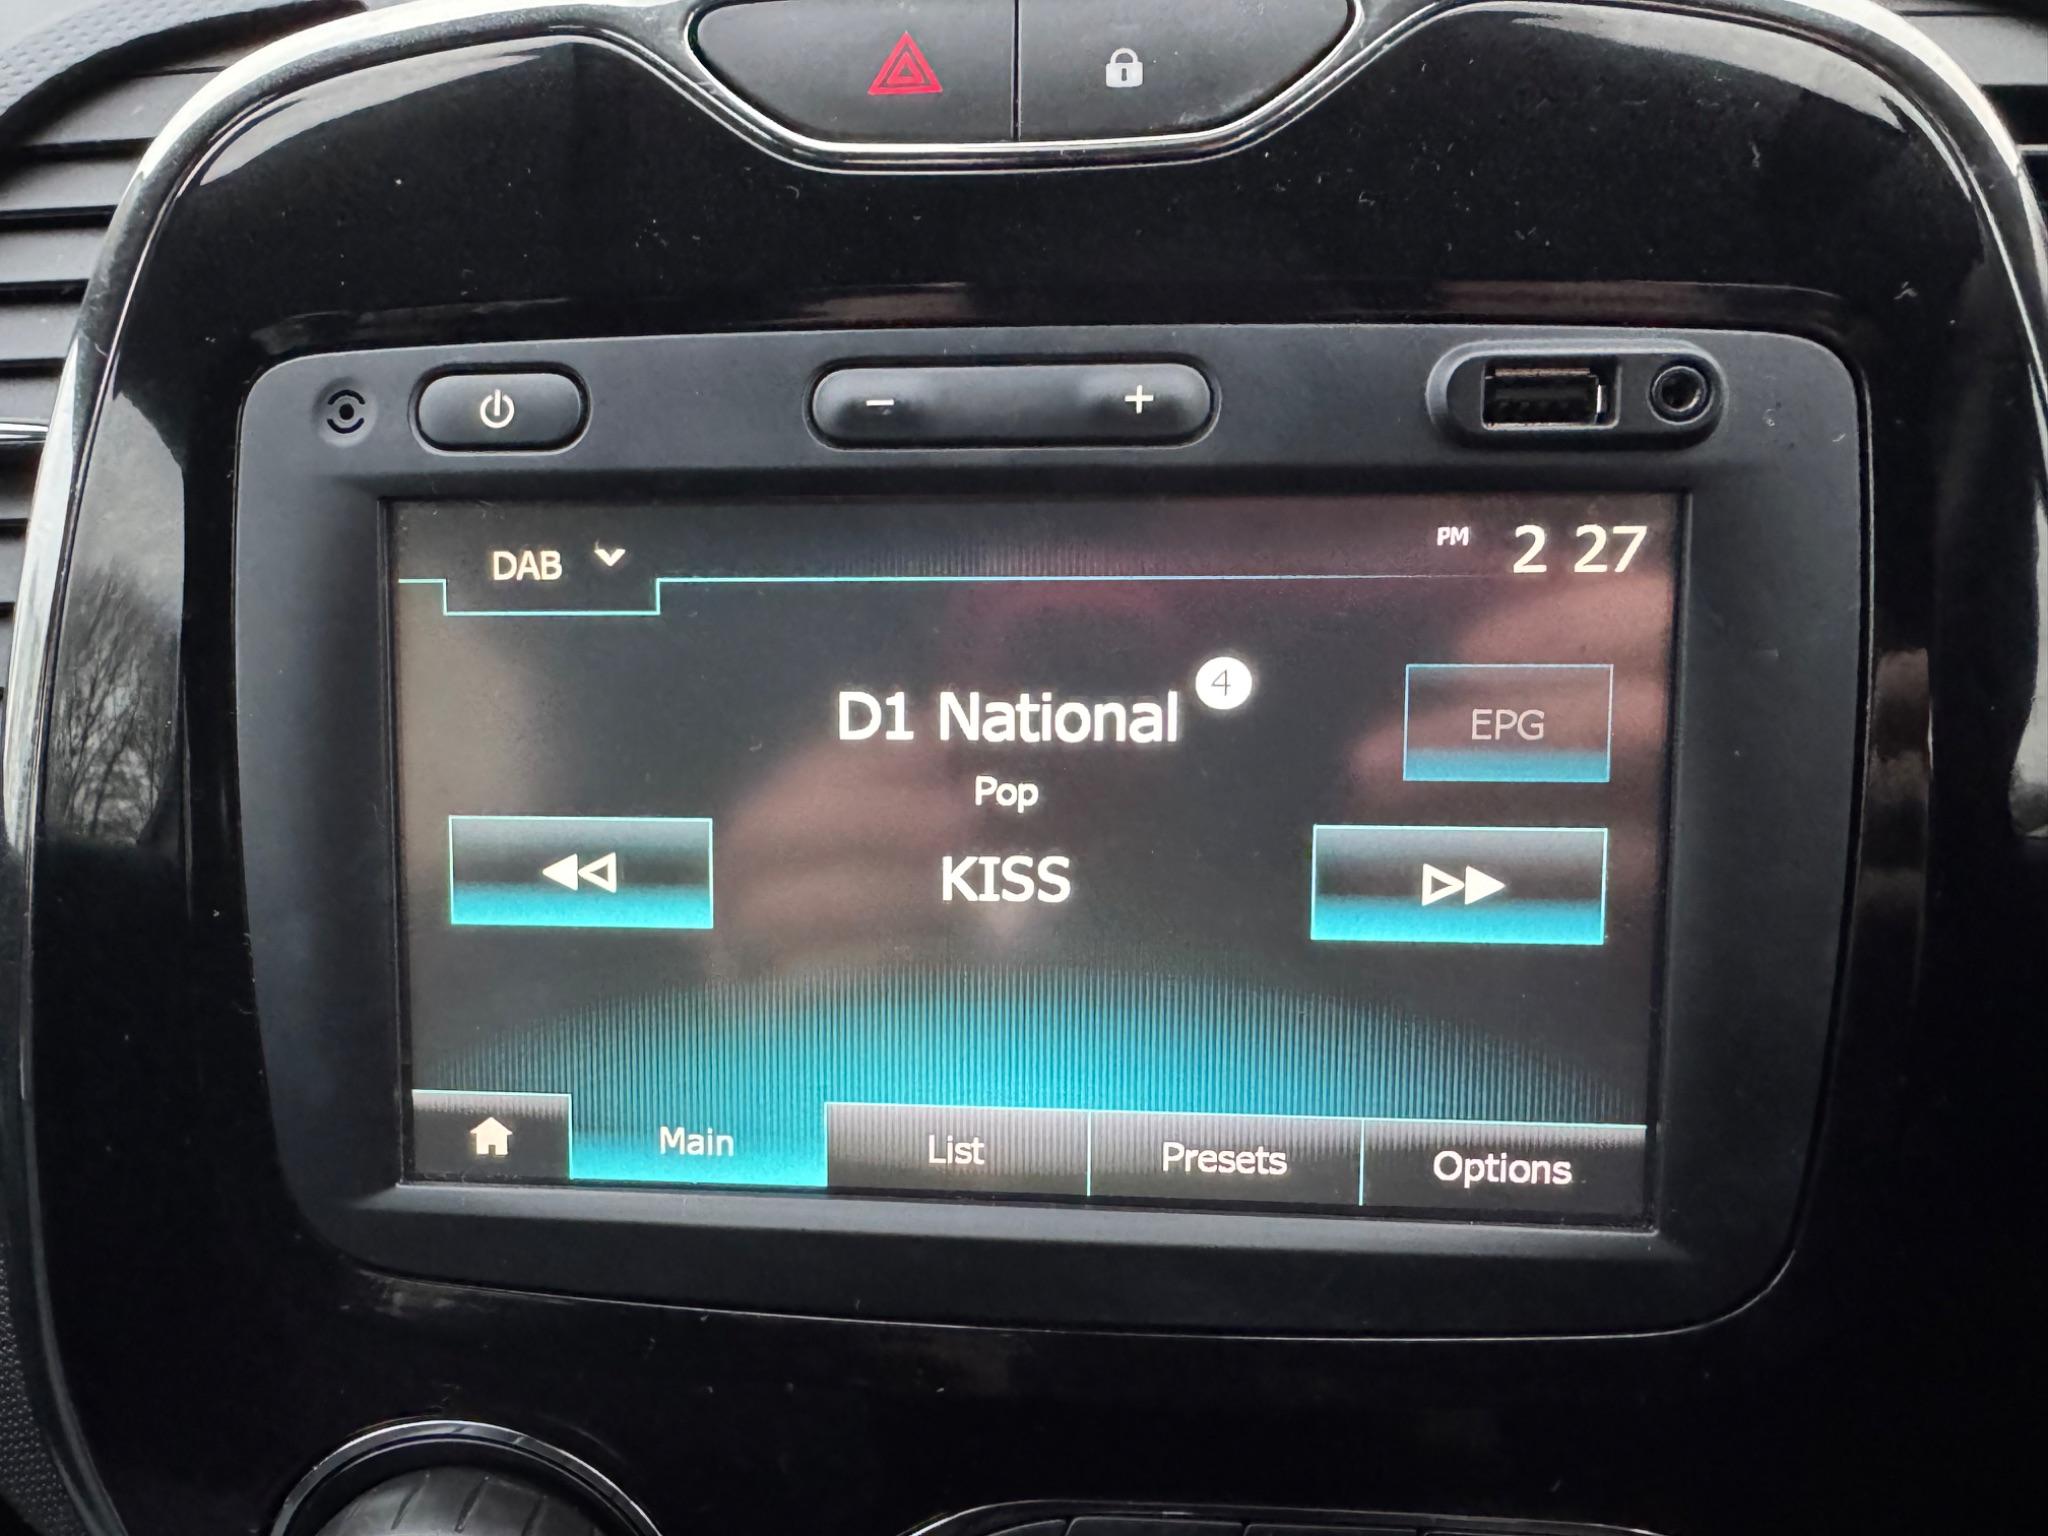 DAB
PM 2 27
D1 National 4
EPG
Pop
KISS
Main
List
Presets
Options